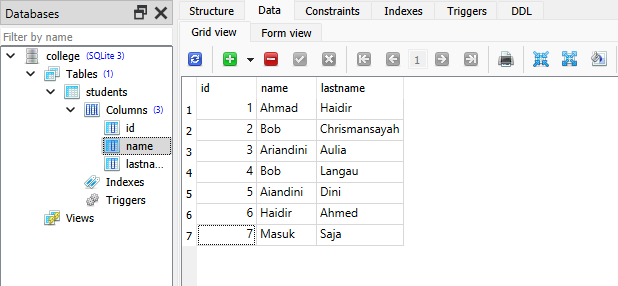 Databases
Filter by name
college (SQLite 3)
Tables (1)
students
Columns (3)
id
name
lastna...
Indexes
Triggers
Views
Structure Data Constraints Indexes Triggers DDL
Grid view Form view
1
id name lastname
1 1 Ahmad Haidir
2 2 Bob Chrismansayah
3 3 Ariandini Aulia
4 4 Bob Langau
5 5 Aiandini Dini
6 6 Haidir Ahmed
7 7 Masuk Saja